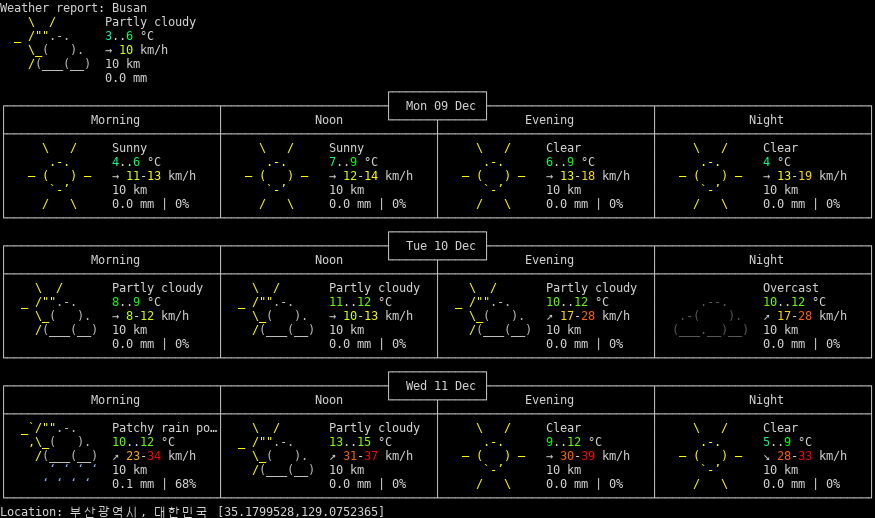 Weather report: Busan
Partly cloudy
3..6 °C
→ 10 km/h
10 km
0.0 mm
Mon 09 Dec
Morning Noon Evening Night
Sunny Sunny Clear Clear
4..6 °C 7..9 °C 6..9 °C 4 °C
→ 11-13 km/h → 12-14 km/h → 13-18 km/h → 13-19 km/h
10 km 10 km 10 km 10 km
0.0 mm | 0% 0.0 mm | 0% 0.0 mm | 0% 0.0 mm | 0%
Tue 10 Dec
Morning Noon Evening Night
Partly cloudy Partly cloudy Partly cloudy Overcast
8..9 °C 11..12 °C 10..12 °C 10..12 °C
→ 8-12 km/h → 10-13 km/h ↗ 17-28 km/h ↗ 17-28 km/h
10 km 10 km 10 km 10 km
0.0 mm | 0% 0.0 mm | 0% 0.0 mm | 0% 0.0 mm | 0%
Wed 11 Dec
Morning Noon Evening Night
Patchy rain po… Partly cloudy Clear Clear
10..12 °C 13..15 °C 9..12 °C 5..9 °C
↗ 23-34 km/h ↗ 31-37 km/h → 30-39 km/h ↘ 28-33 km/h
10 km 10 km 10 km 10 km
0.1 mm | 68% 0.0 mm | 0% 0.0 mm | 0% 0.0 mm | 0%
Location: 부산광역시, 대한민국 [35.1799528,129.0752365]